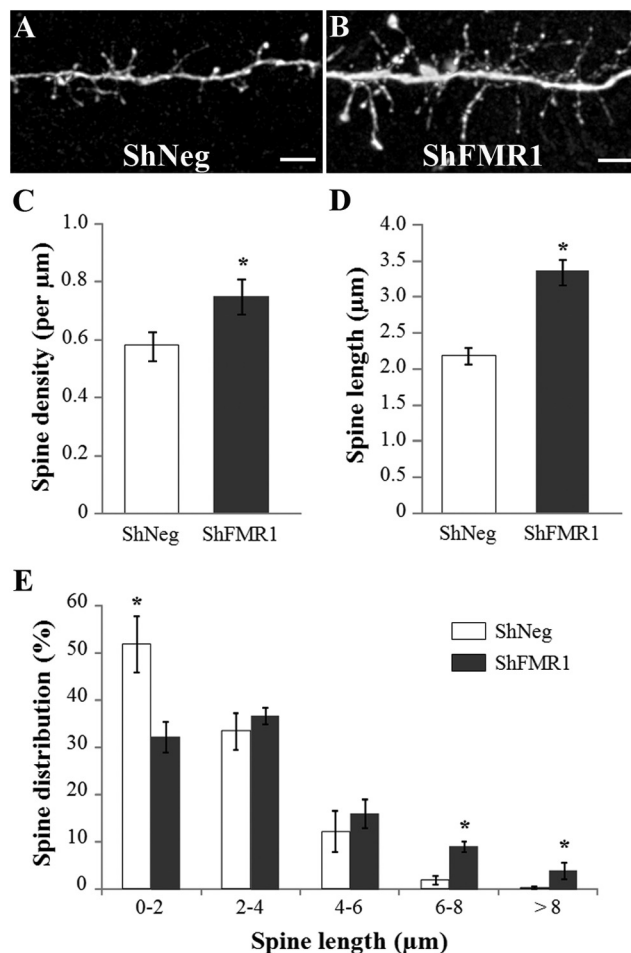 A
ShNeg
B
ShFMR1
C
Spine density (per µm)
1.0
0.8
0.6
0.4
0.2
0
*
ShNeg ShFMR1
D
Spine length (µm)
4.0
3.5
3.0
2.5
2.0
1.5
1.0
0.5
0
*
ShNeg ShFMR1
E
Spine distribution (%)
60
50
40
30
20
10
0
*
*
*
ShNeg
ShFMR1
0-2 2-4 4-6 6-8 > 8
Spine length (µm)